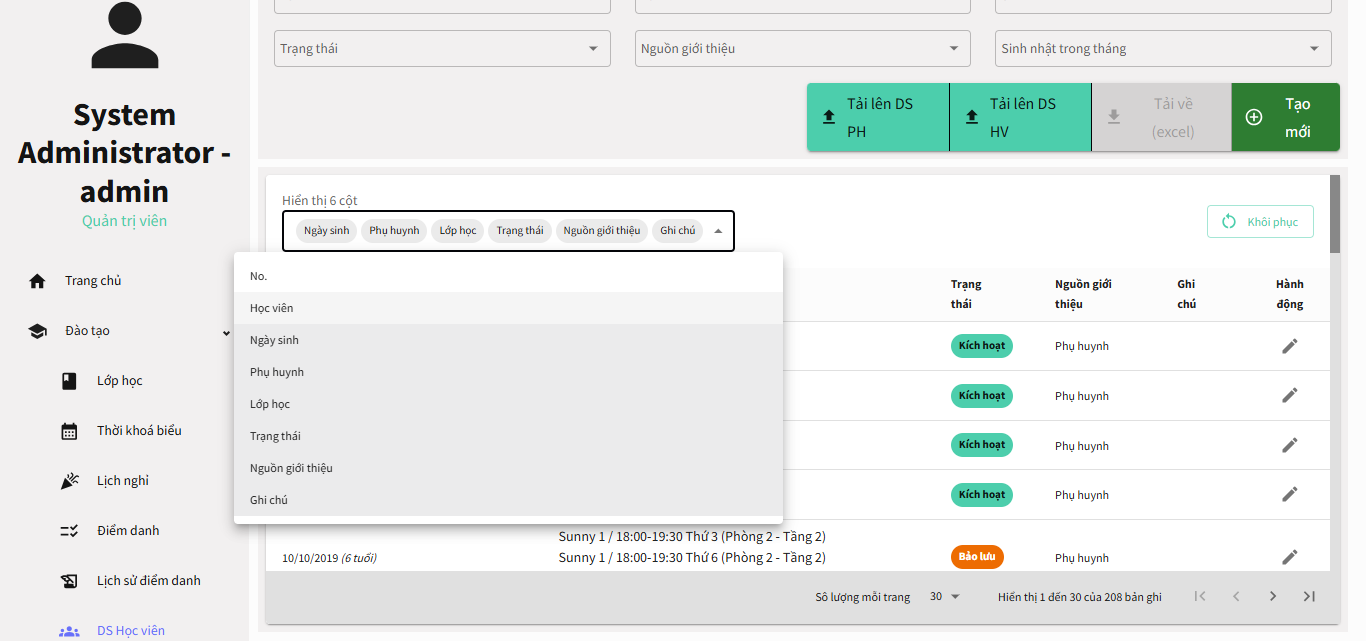 System
Administrator -
admin
Quản trị viên
Trang chủ
Đào tạo
Lớp học
Thời khoá biểu
Lịch nghỉ
Điểm danh
Lịch sử điểm danh
DS Học viên
Trạng thái
Nguồn giới thiệu
Sinh nhật trong tháng
Tải lên DS
PH
Tải lên DS
HV
Tải về
(excel)
Tạo
mới
Hiển thị 6 cột
Ngày sinh Phụ huynh Lớp học Trạng thái Nguồn giới thiệu Ghi chú
Khôi phục
No.
Học viên
Ngày sinh
Phụ huynh
Lớp học
Trạng thái
Nguồn giới thiệu
Ghi chú
Trạng
thái
Nguồn giới
thiệu
Ghi
chú
Hành
động
Kích hoạt Phụ huynh
Kích hoạt Phụ huynh
Kích hoạt Phụ huynh
Kích hoạt Phụ huynh
Sunny 1 / 18:00-19:30 Thứ 3 (Phòng 2 - Tầng 2)
Sunny 1 / 18:00-19:30 Thứ 6 (Phòng 2 - Tầng 2)
10/10/2019 (6 tuổi)
Bảo lưu Phụ huynh
Số lượng mỗi trang 30 Hiển thị 1 đến 30 của 208 bản ghi